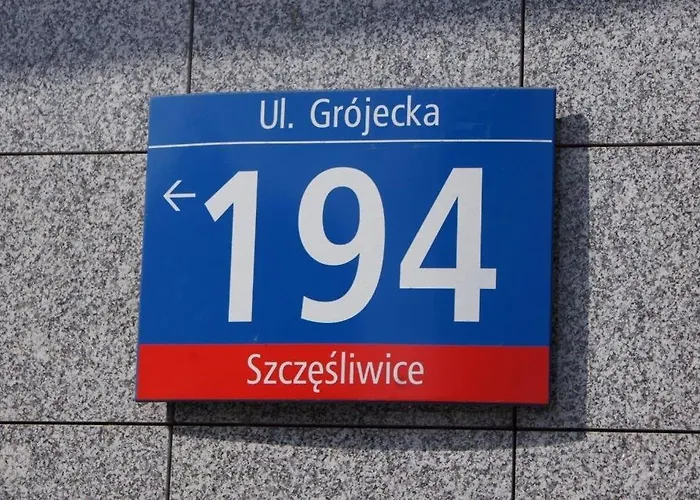 Ul. Grójecka
← 194
Szczęśliwice